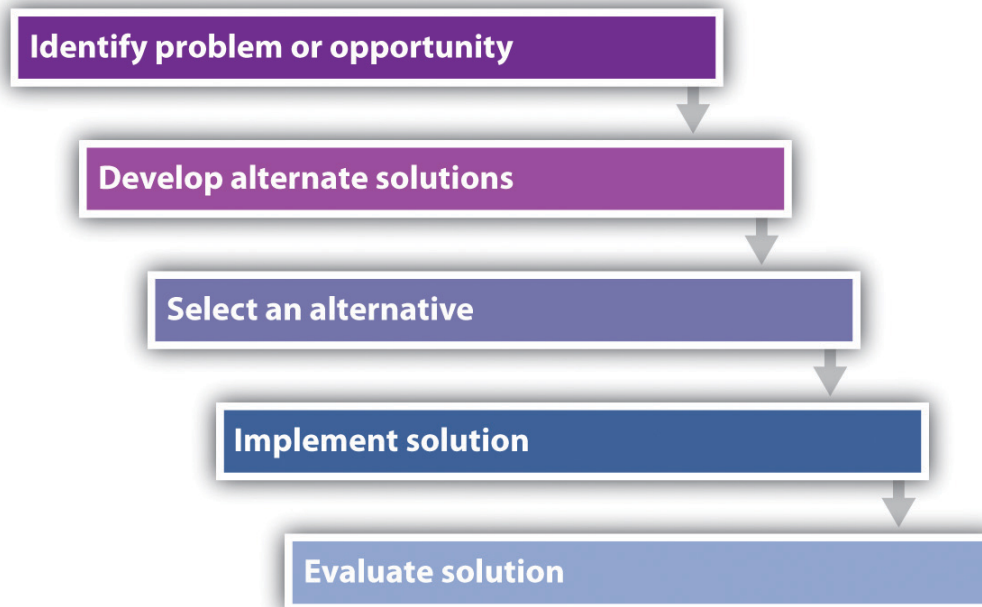 Identify problem or opportunity
Develop alternate solutions
Select an alternative
Implement solution
Evaluate solution